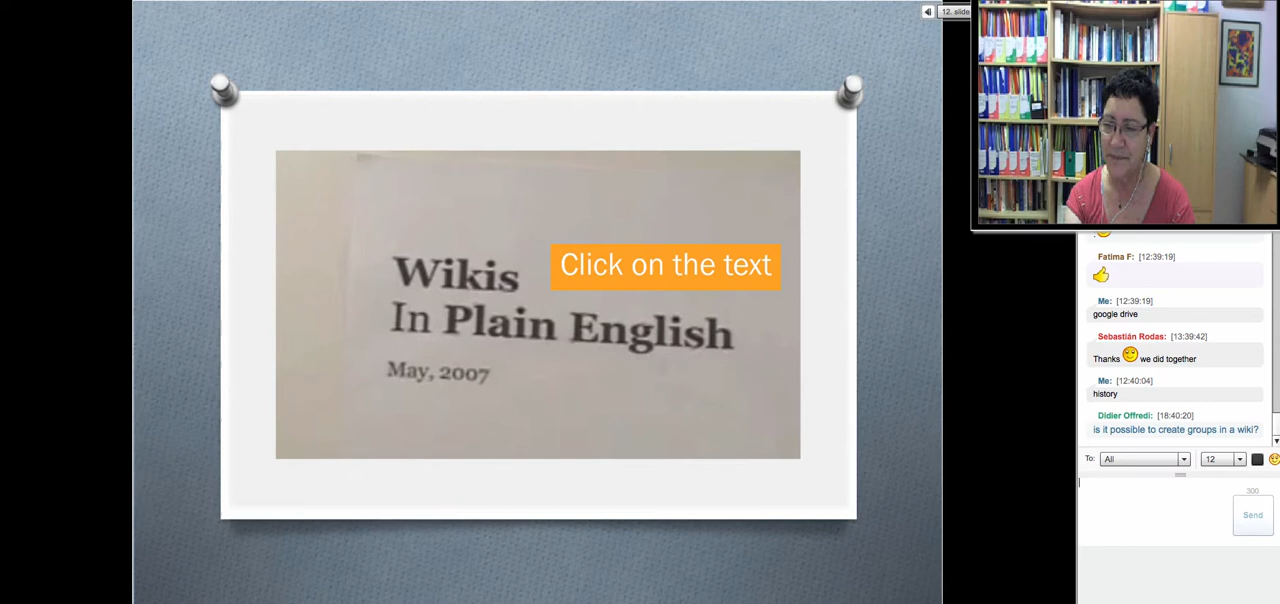 12. slide
Click on the text
Wikis
In Plain English
May, 2007
Fatima F: [12:39:19]
Me: [12:39:19]
google drive
Sebastián Rodas: [13:39:42]
Thanks we did together
Me: [12:40:04]
history
Didier Offredi: [18:40:20]
is it possible to create groups in a wiki?
To: All 12
300
Send